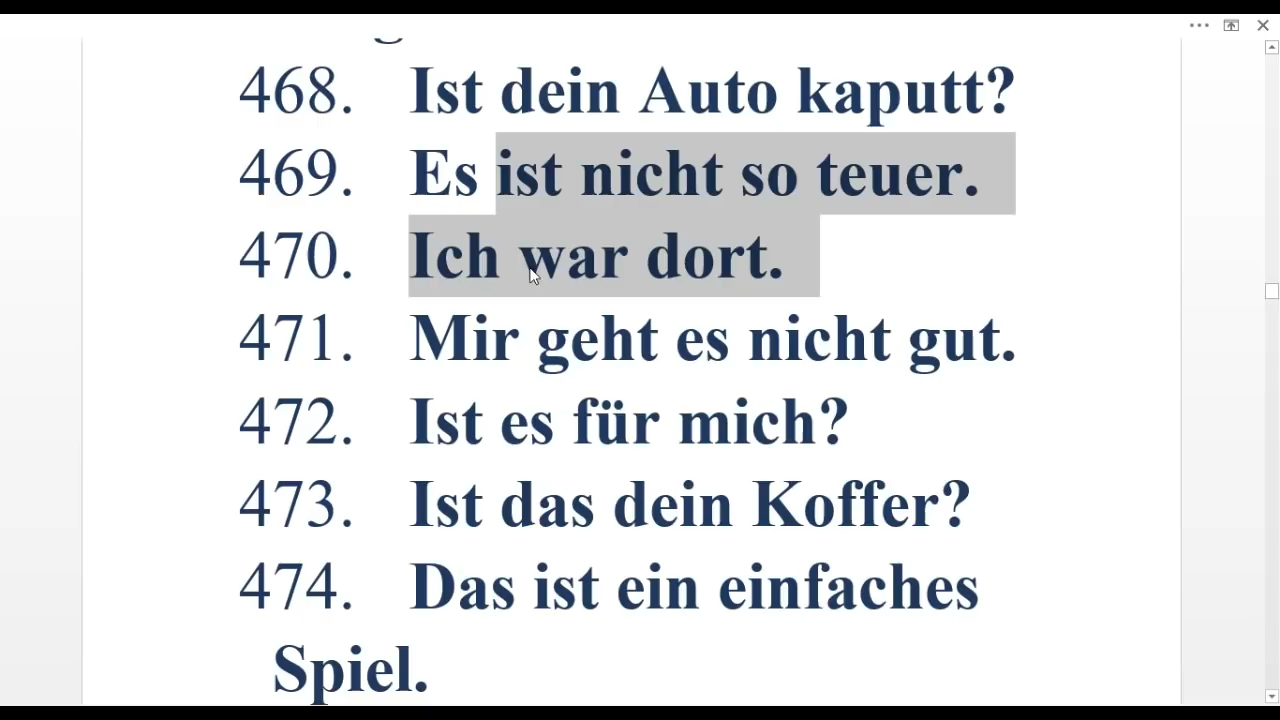 468. Ist dein Auto kaputt?
469. Es ist nicht so teuer.
470. Ich war dort.
471. Mir geht es nicht gut.
472. Ist es für mich?
473. Ist das dein Koffer?
474. Das ist ein einfaches
Spiel.